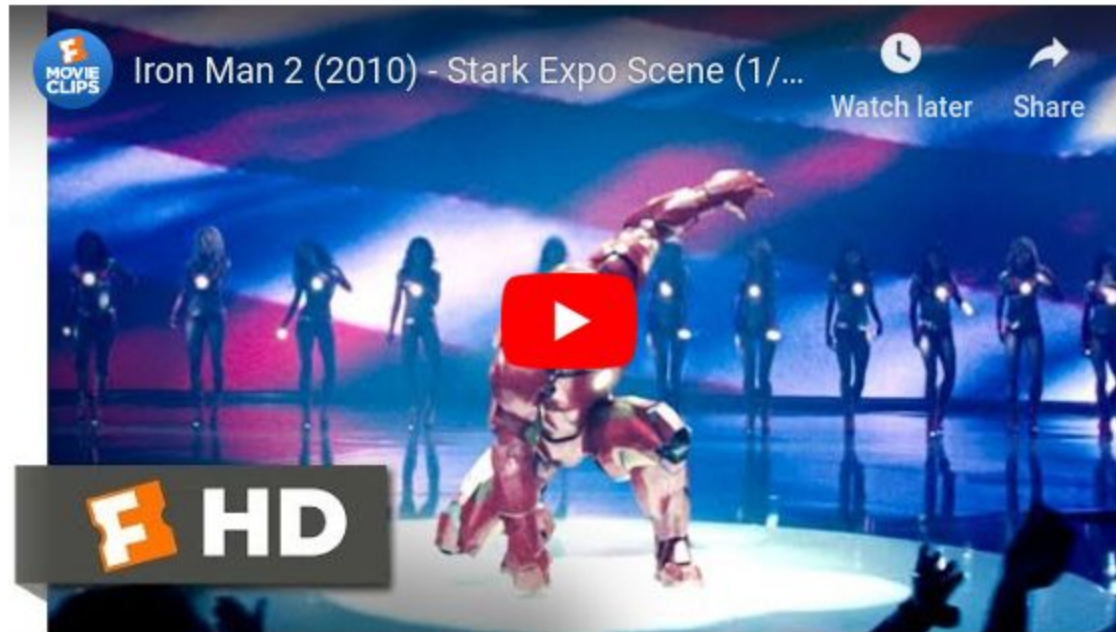 F
MOVIE
CLIPS
Iron Man 2 (2010) - Stark Expo Scene (1/...
Watch later
Share
F HD